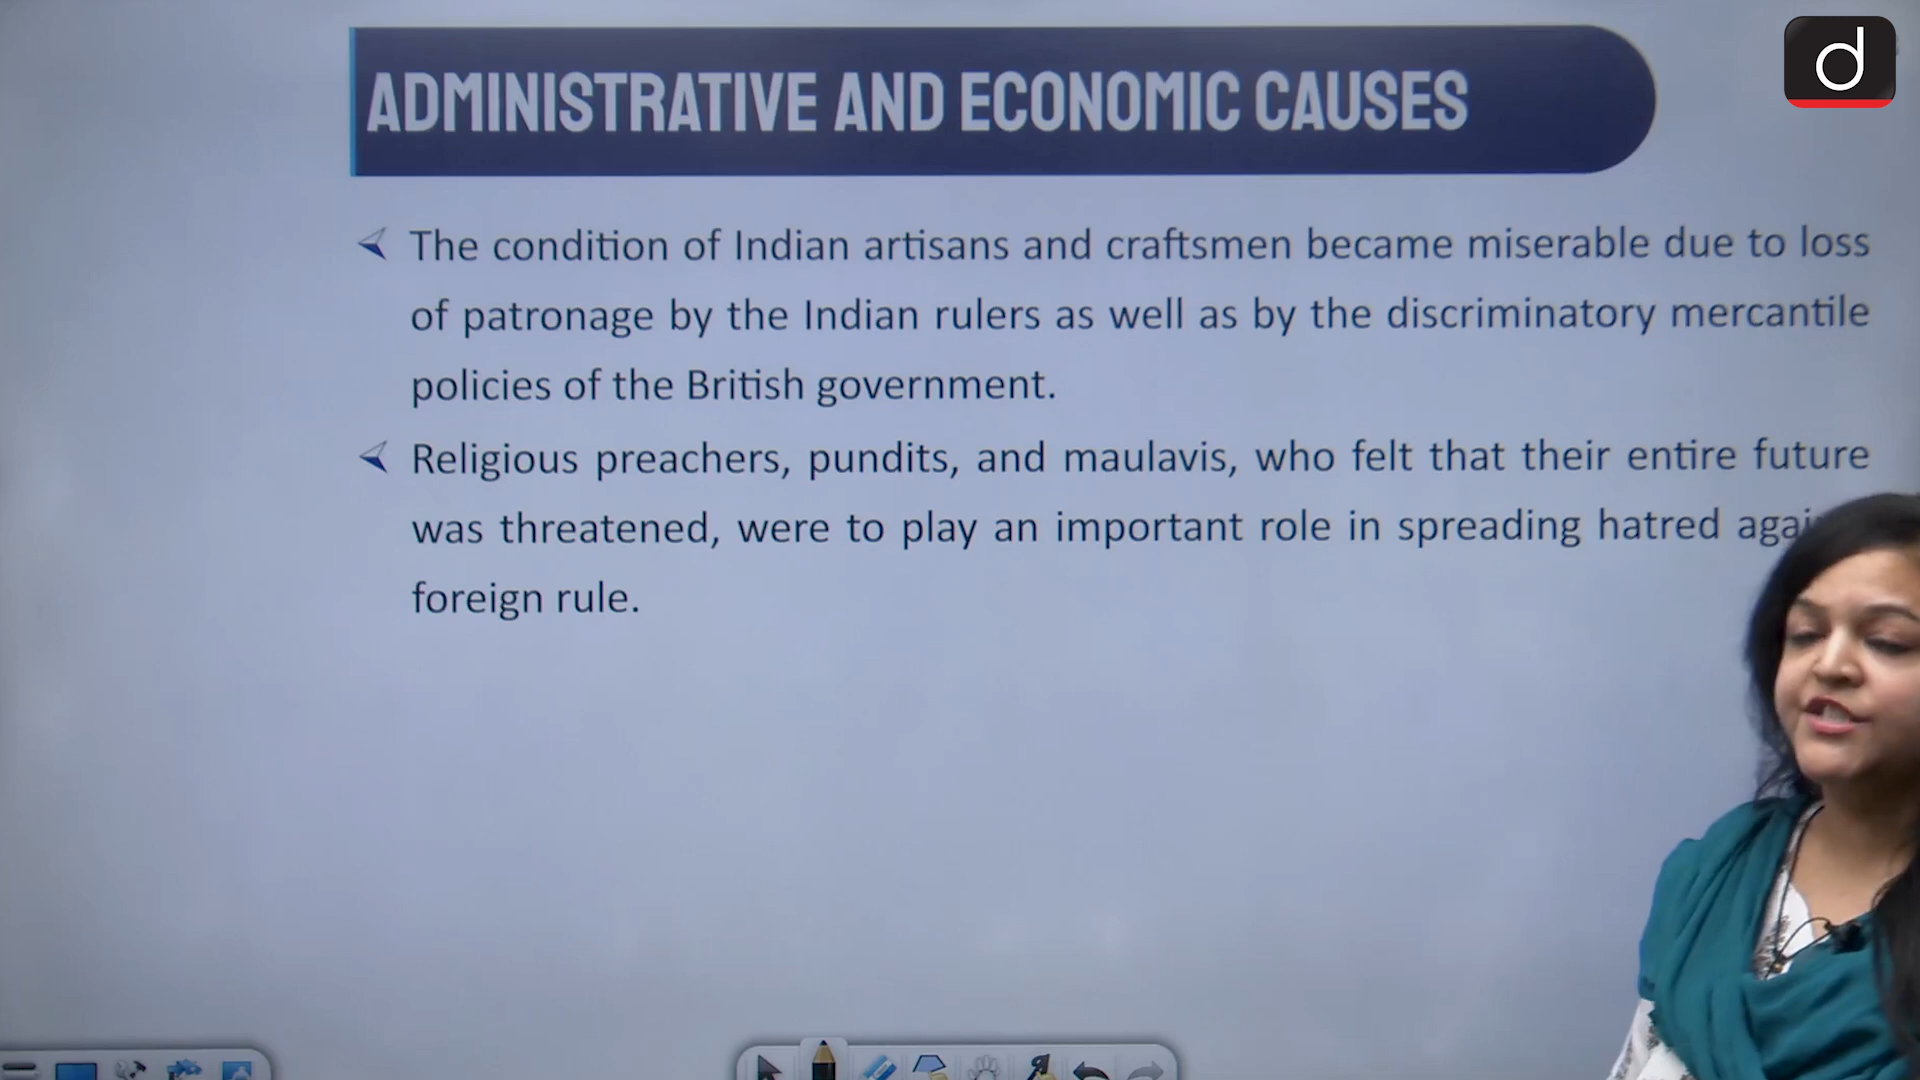 ADMINISTRATIVE AND ECONOMIC CAUSES
d
The condition of Indian artisans and craftsmen became miserable due to loss
of patronage by the Indian rulers as well as by the discriminatory mercantile
policies of the British government.
Religious preachers, pundits, and maulavis, who felt that their entire future
was threatened, were to play an important role in spreading hatred
foreign rule.